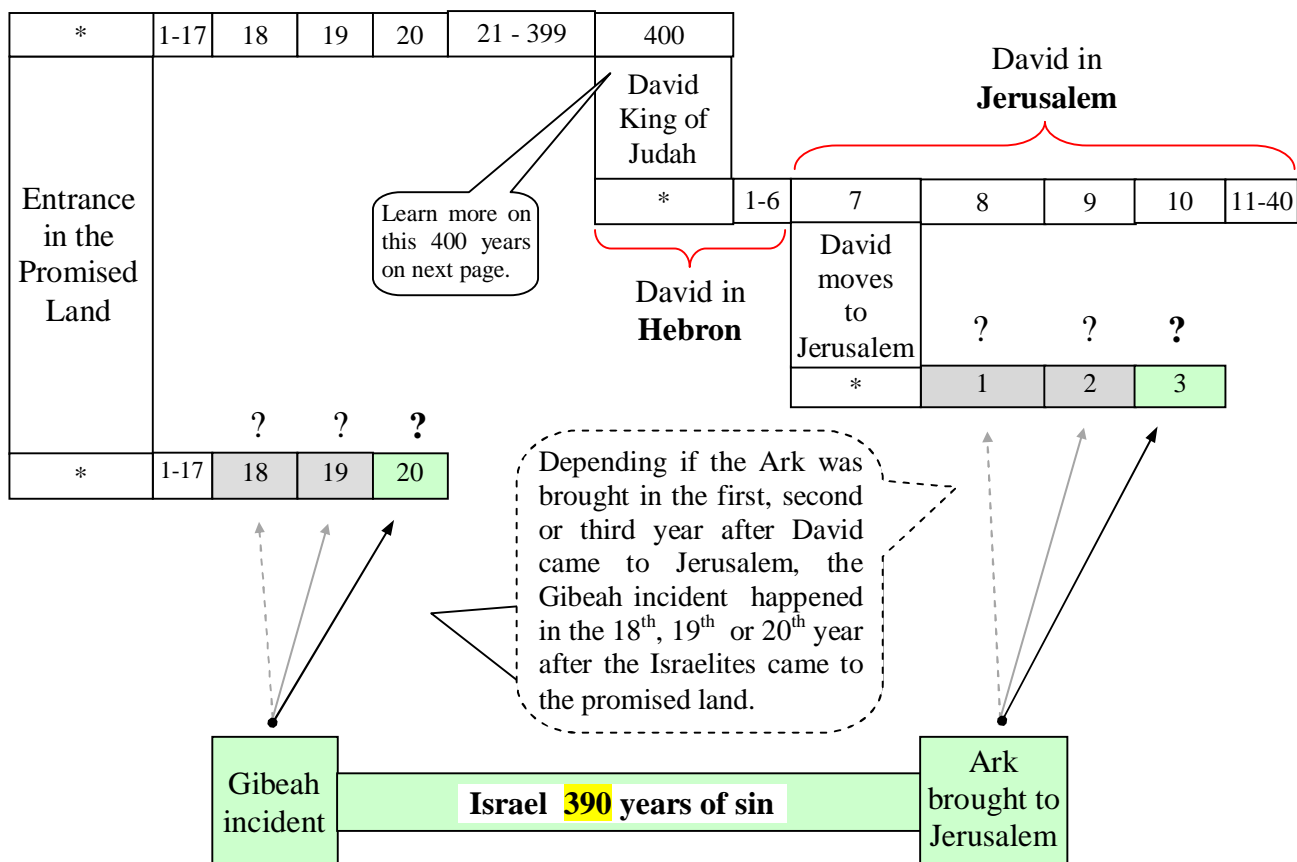 * 1-17 18 19 20 21 - 399 400
David
King of
Judah
David in
Jerusalem
Entrance
in the
Promised
Land
Learn more on
this 400 years
on next page.
* 1-6 7 8 9 10 11-40
David in
Hebron
David
moves
to
Jerusalem
? ? ?
* 1 2 3
? ? ?
* 1-17 18 19 20
Depending if the Ark was
brought in the first, second
or third year after David
came to Jerusalem, the
Gibeah incident happened
in the 18th, 19th or 20th year
after the Israelites came to
the promised land.
Gibeah
incident
Israel 390 years of sin
Ark
brought to
Jerusalem